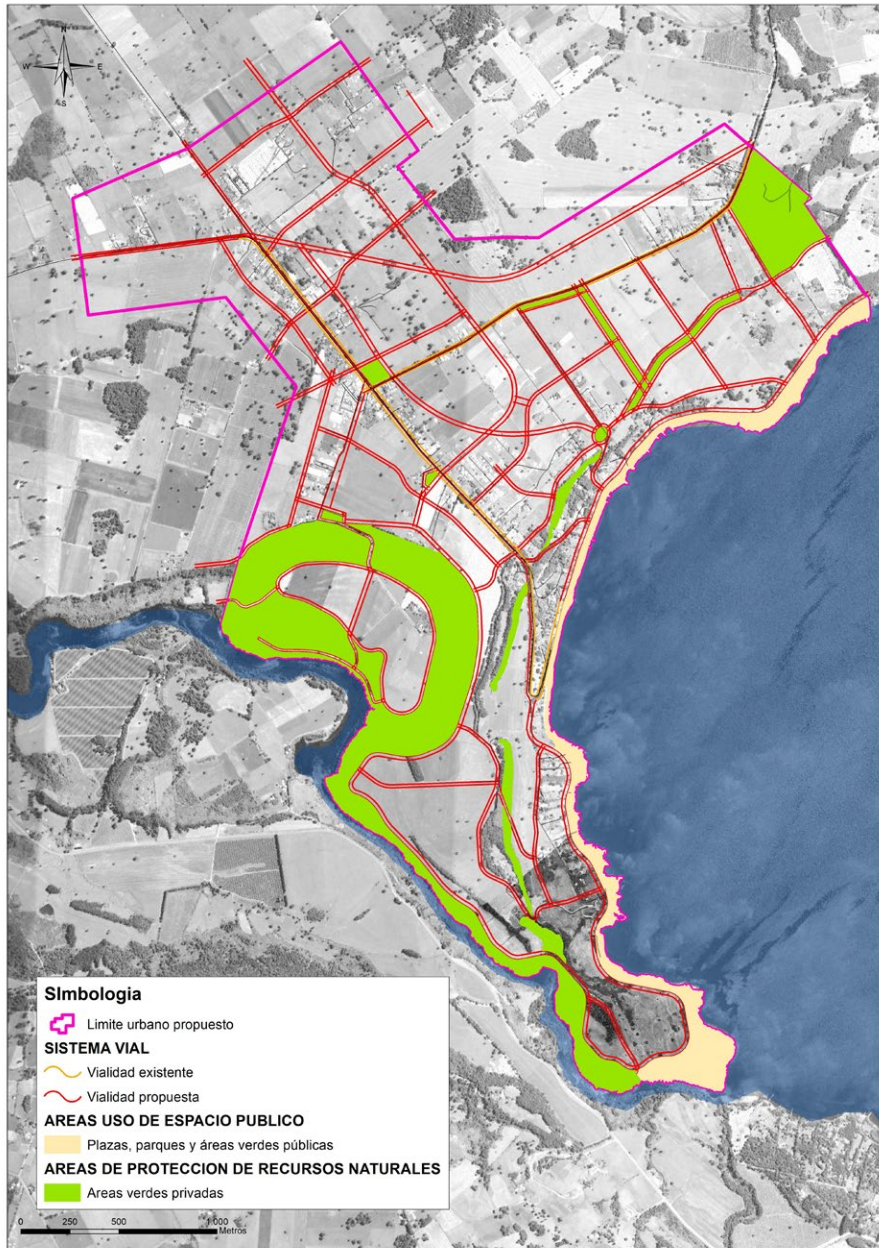 N
W E
S
SImbologia
Limite urbano propuesto
SISTEMA VIAL
Vialidad existente
Vialidad propuesta
AREAS USO DE ESPACIO PUBLICO
Plazas, parques y áreas verdes públicas
AREAS DE PROTECCION DE RECURSOS NATURALES
Areas verdes privadas
0 250 500 1.000
Metros